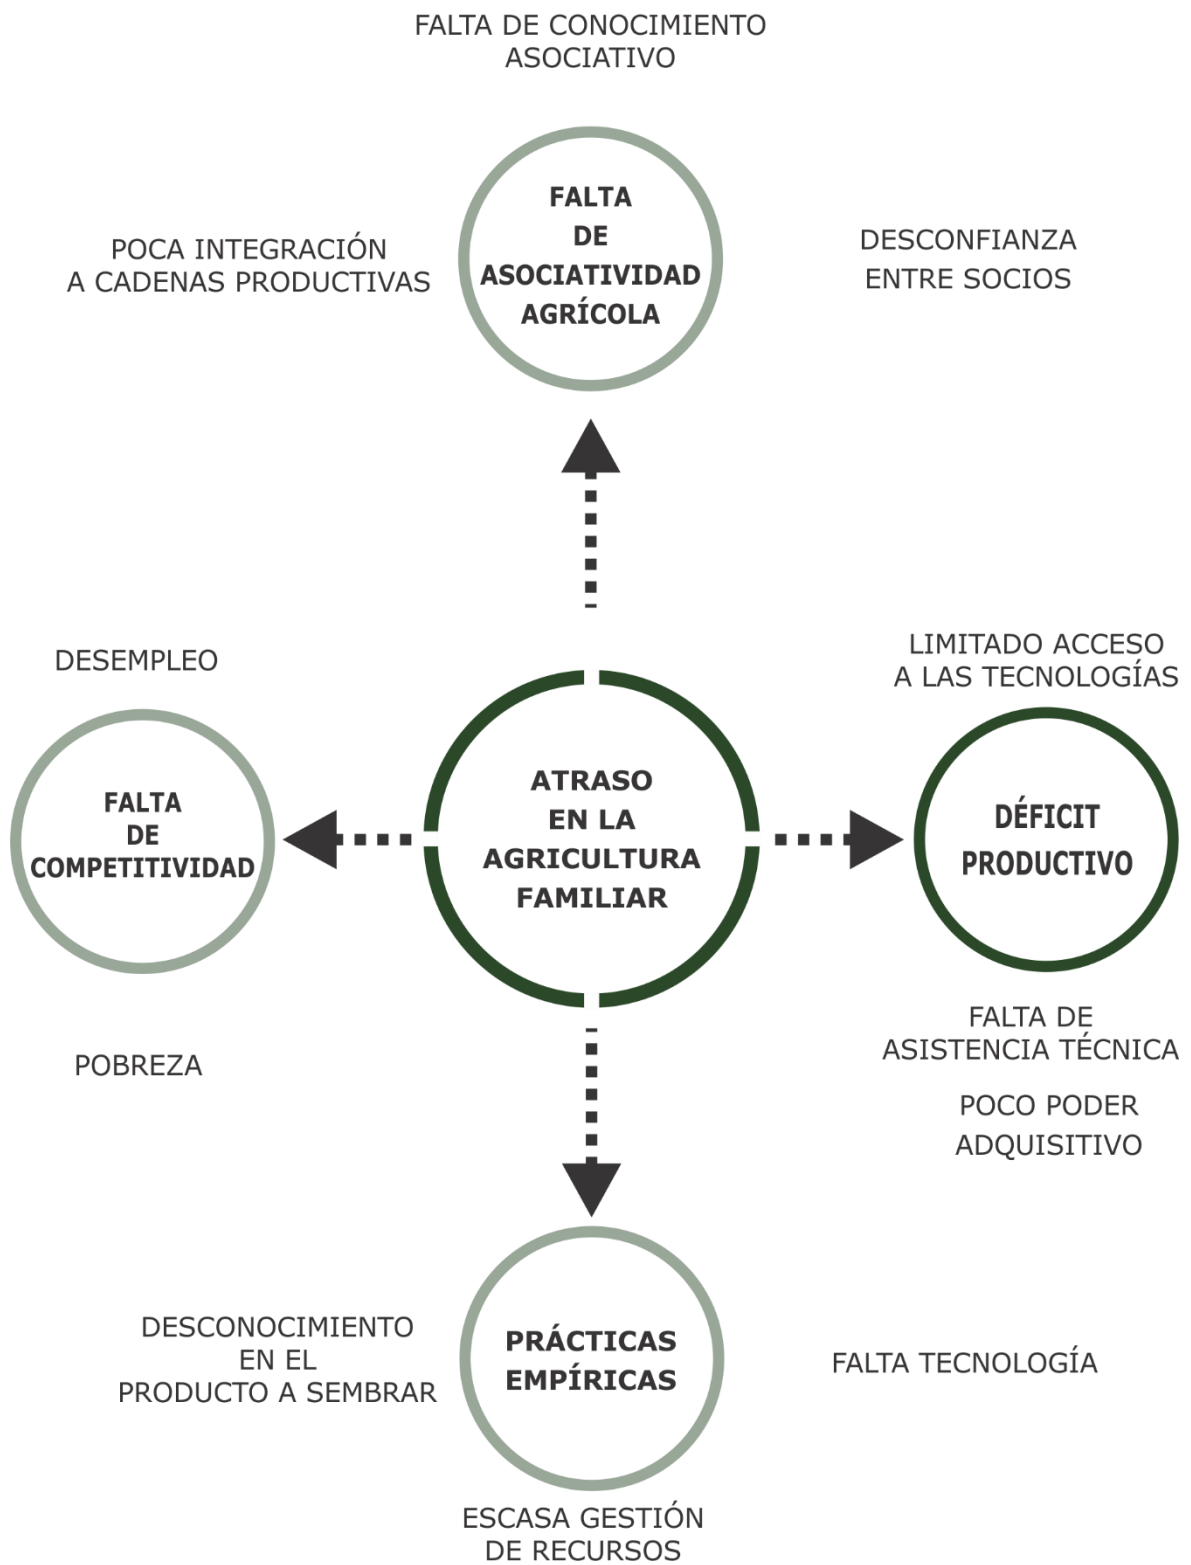 FALTA DE CONOCIMIENTO
ASOCIATIVO
FALTA
DE
ASOCIATIVIDAD
AGRÍCOLA
POCA INTEGRACIÓN
A CADENAS PRODUCTIVAS
DESCONFIANZA
ENTRE SOCIOS
DESEMPLEO
FALTA
DE
COMPETITIVIDAD
POBREZA
ATRASO
EN LA
AGRICULTURA
FAMILIAR
LIMITADO ACCESO
A LAS TECNOLOGÍAS
DÉFICIT
PRODUCTIVO
FALTA DE
ASISTENCIA TÉCNICA
POCO PODER
ADQUISITIVO
DESCONOCIMIENTO
EN EL
PRODUCTO A SEMBRAR
PRÁCTICAS
EMPÍRICAS
FALTA TECNOLOGÍA
ESCASA GESTIÓN
DE RECURSOS